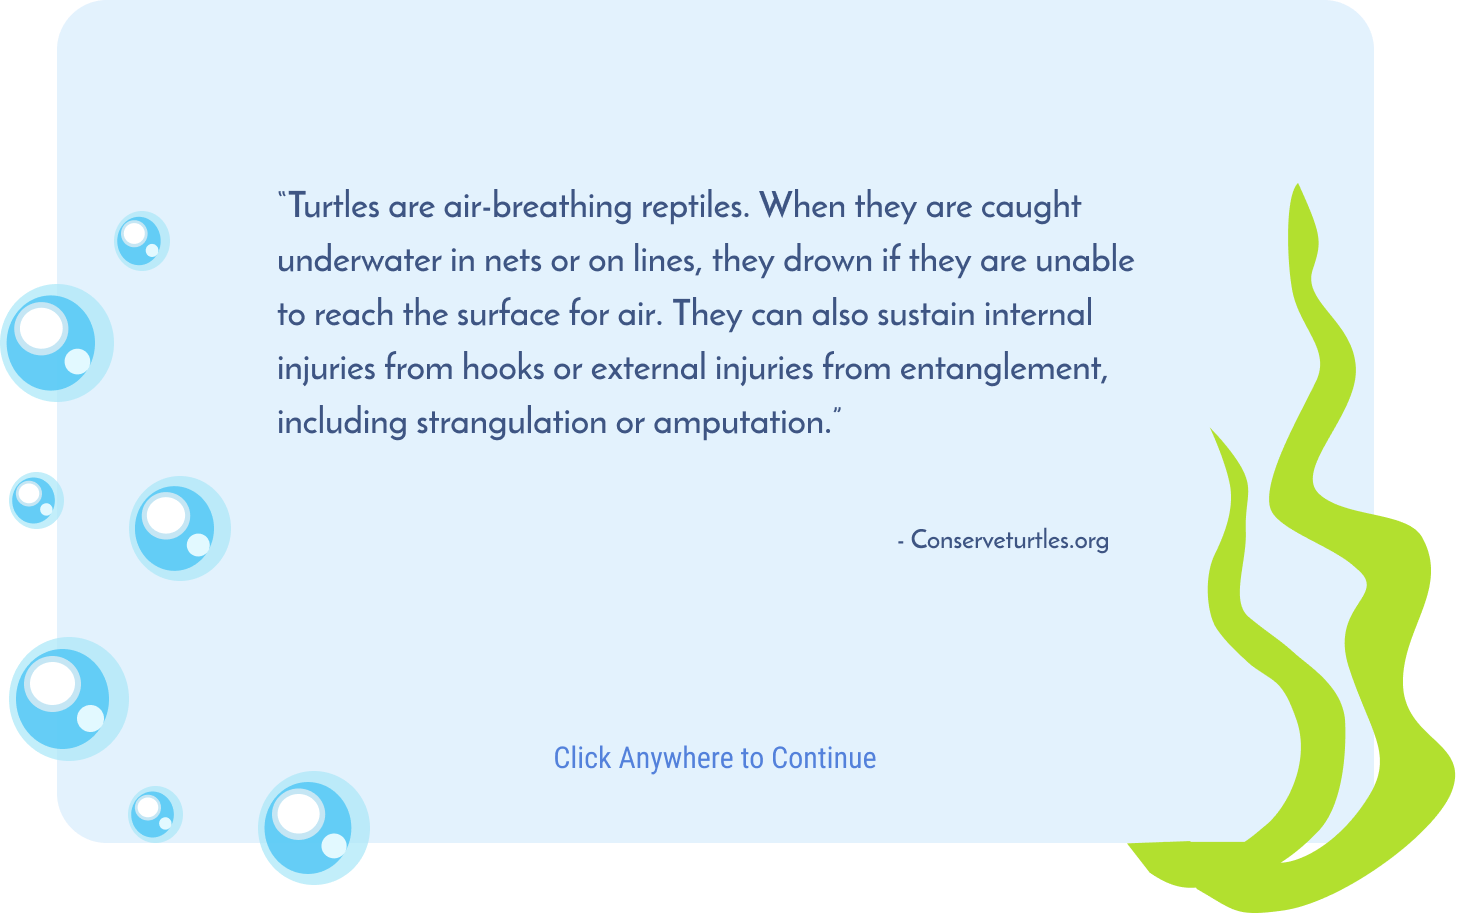 “Turtles are air-breathing reptiles. When they are caught
underwater in nets or on lines, they drown if they are unable
to reach the surface for air. They can also sustain internal
injuries from hooks or external injuries from entanglement,
including strangulation or amputation.”
- Conserveturtles.org
Click Anywhere to Continue